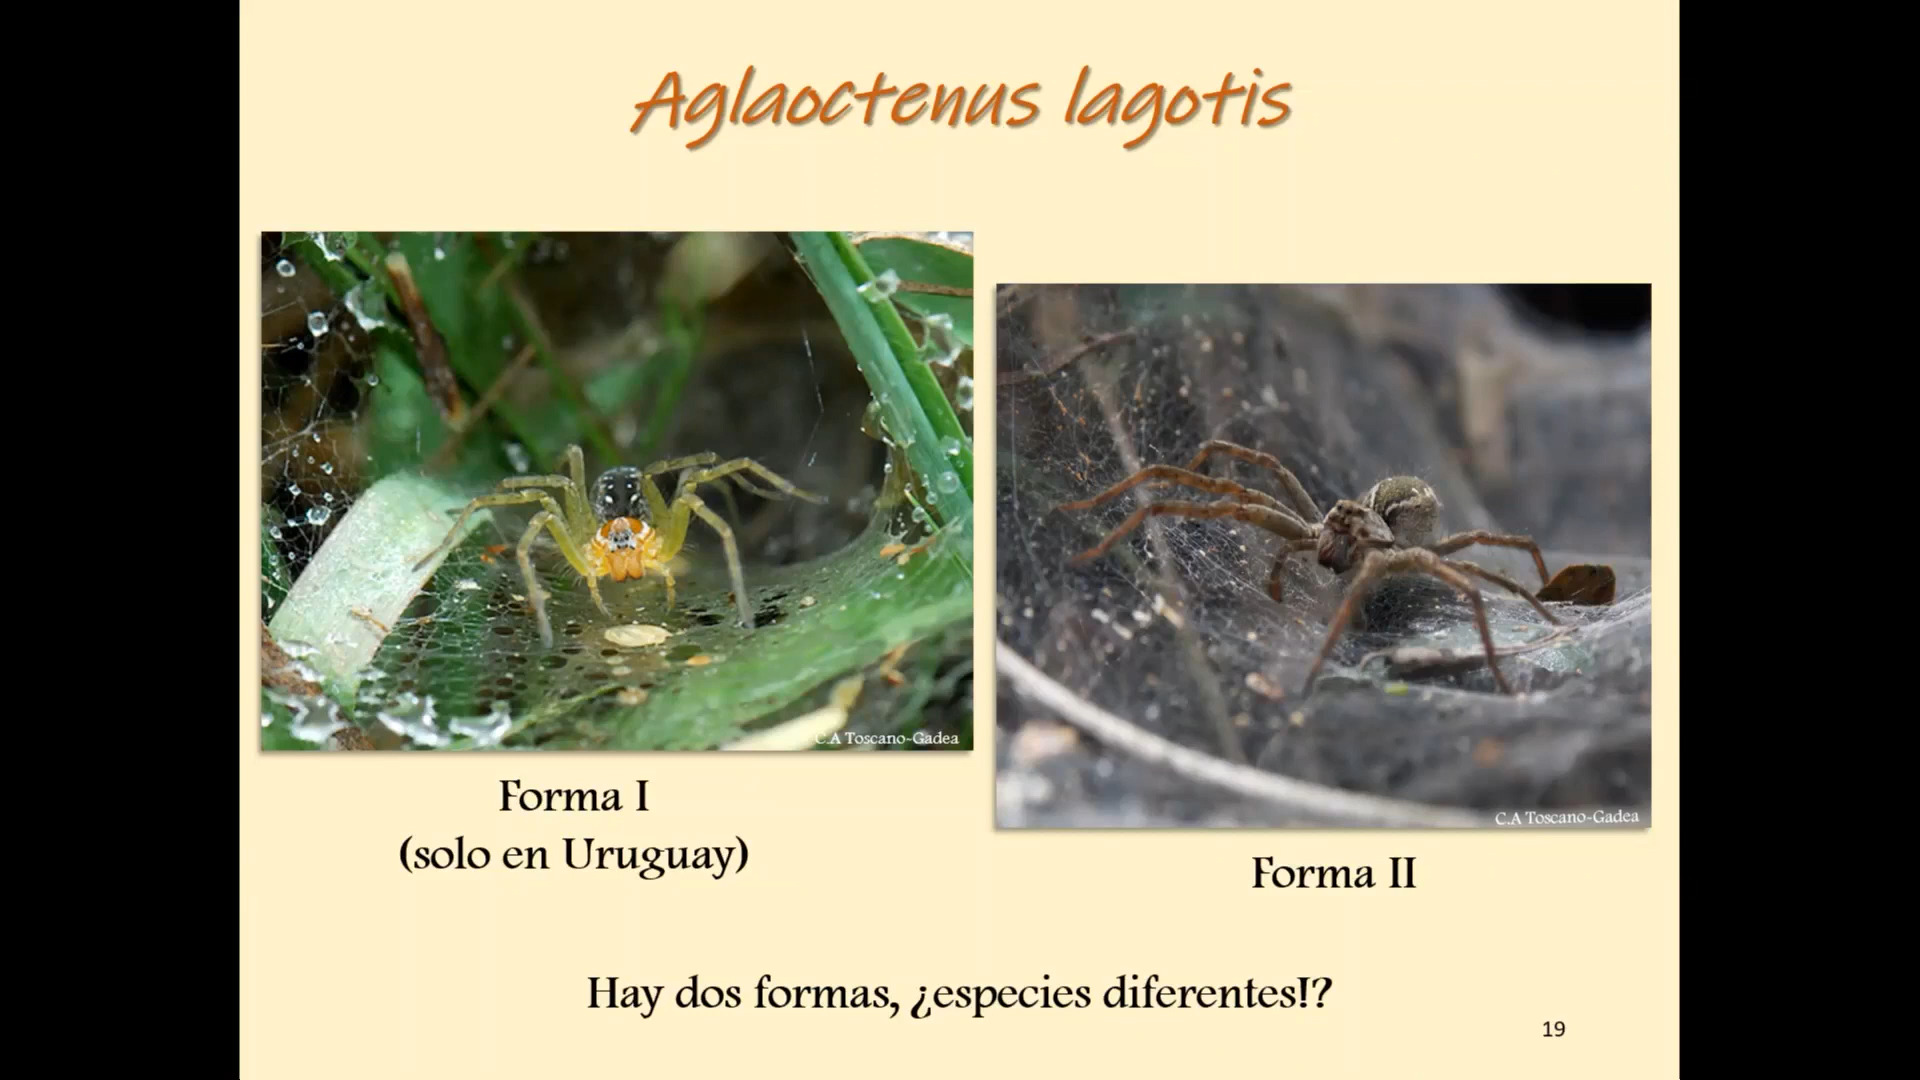 Aglaoctenus lagotis
C.A Toscano-Gadea
Forma I
(solo en Uruguay)
C.A Toscano-Gadea
Forma II
Hay dos formas, ¿especies diferentes!?
19